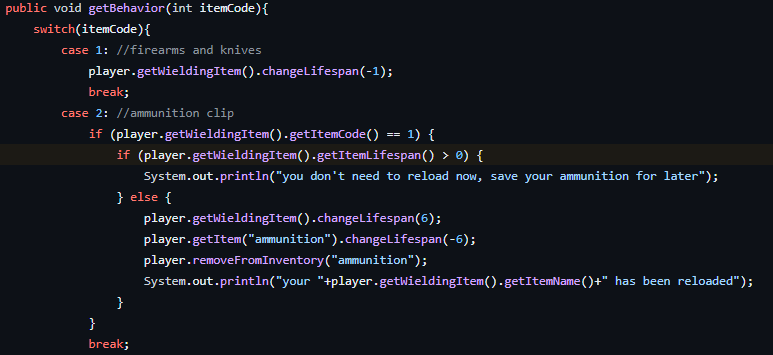 public void getBehavior(int itemCode){
    switch(itemCode){
        case 1: //firearms and knives
            player.getWieldingItem().changeLifespan(-1);
            break;
        case 2: //ammunition clip
            if (player.getWieldingItem().getItemCode() == 1) {
                if (player.getWieldingItem().getItemLifespan() > 0) {
                    System.out.println("you don't need to reload now, save your ammunition for later");
                } else {
                    player.getWieldingItem().changeLifespan(6);
                    player.getItem("ammunition").changeLifespan(-6);
                    player.removeFromInventory("ammunition");
                    System.out.println("your "+player.getWieldingItem().getItemName()+" has been reloaded");
                }
            }
            break;